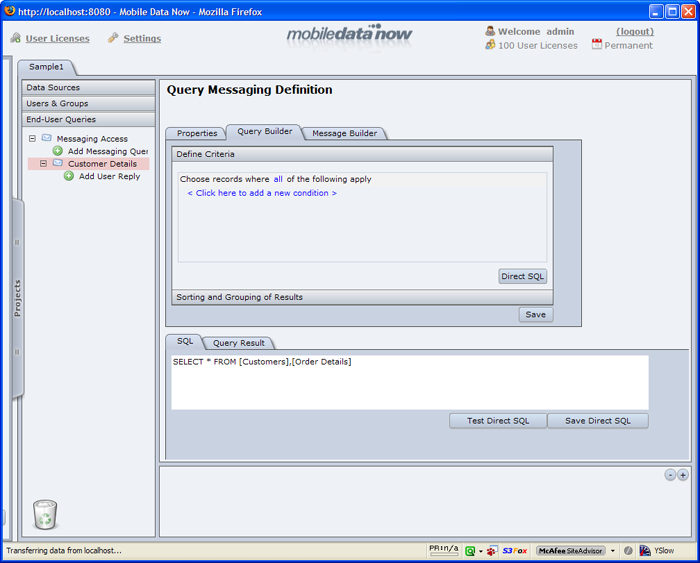 http://localhost:8080 - Mobile Data Now - Mozilla Firefox
User Licenses Settings mobiledata now Welcome admin (logout)
100 User Licenses Permanent
Sample1
Data Sources
Users & Groups
End-User Queries
Messaging Access
Add Messaging Quer
Customer Details
Add User Reply
Projects
Query Messaging Definition
Properties Query Builder Message Builder
Define Criteria
Choose records where all of the following apply
< Click here to add a new condition >
Direct SQL
Sorting and Grouping of Results
Save
SQL Query Result
SELECT * FROM [Customers],[Order Details]
Test Direct SQL Save Direct SQL
Transferring data from localhost... PR:n/a S3Fox McAfee SiteAdvisor YSlow